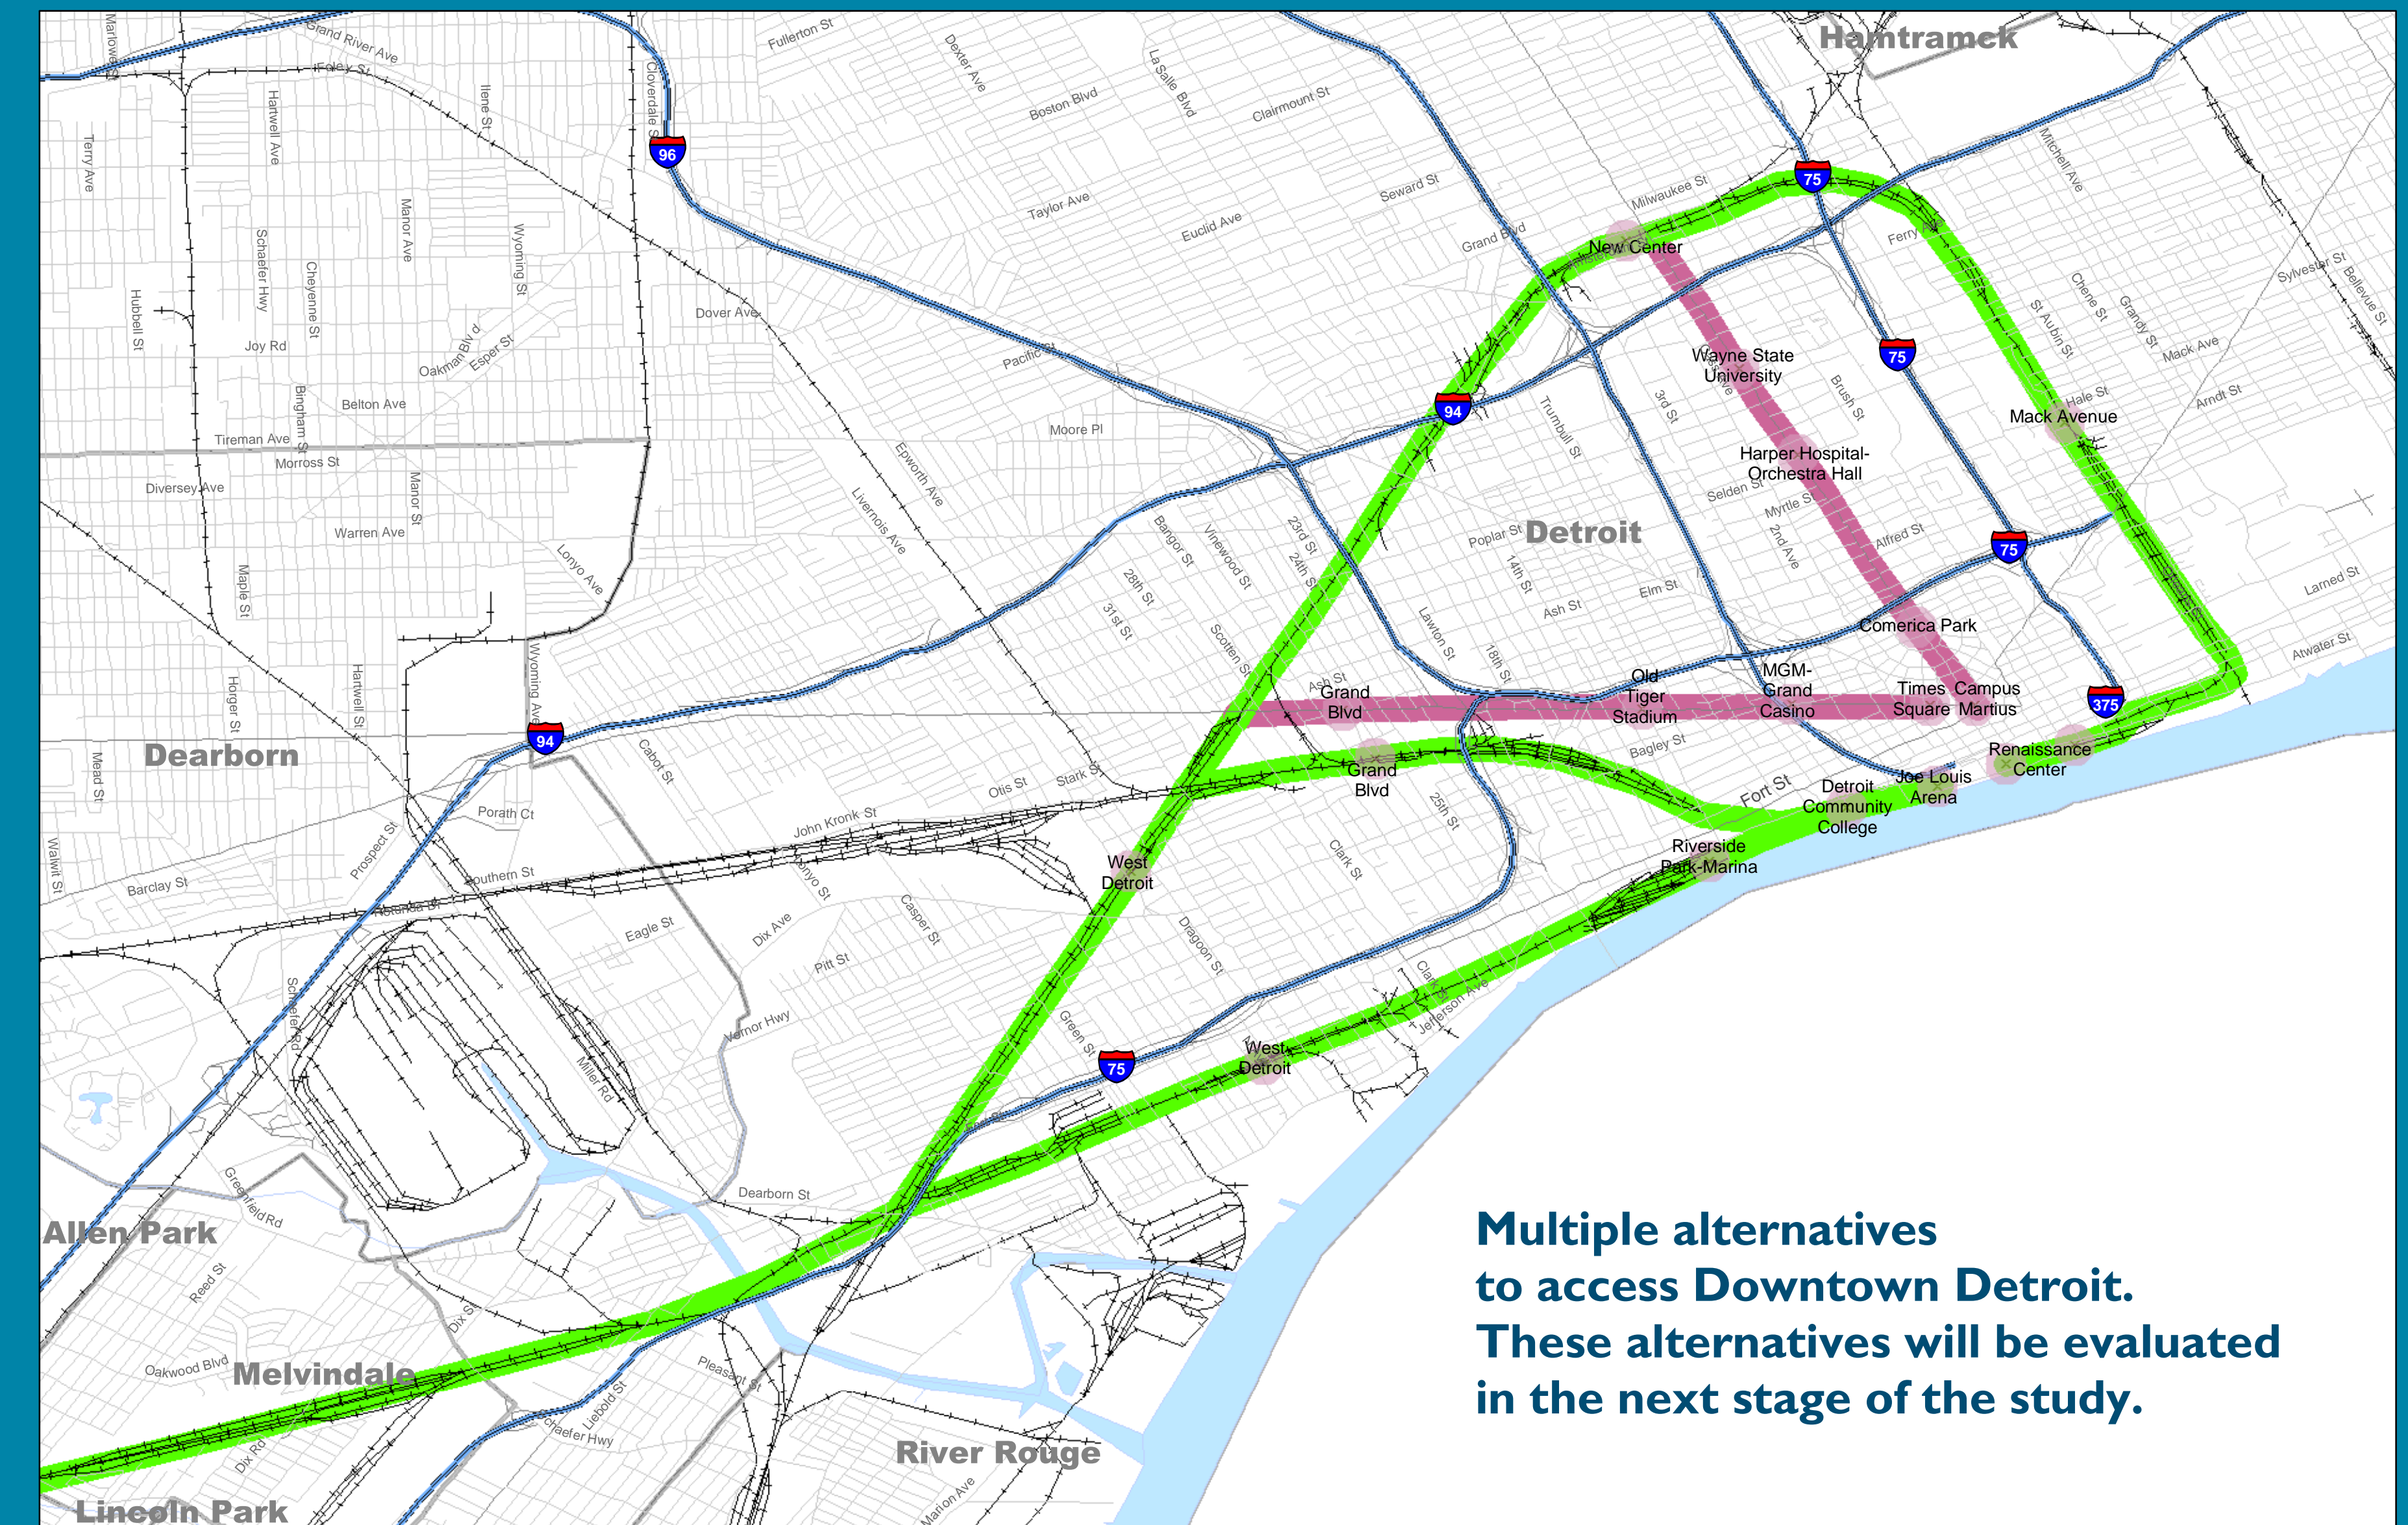 Hamtramck
Marlowe St
Grand River Ave
Foley St
Fullerton St
Dexter Ave
La Salle Blvd
Boston Blvd
Clairmount St
Cloverdale S
Ilene St
Hartwell Ave
Terry Ave
96
75
Mitchell Ave
Milwaukee St
Seward St
Taylor Ave
Euclid Ave
Grand Blvd
New Center
Ferry Ave
Manor Ave
Wyoming St
Schaefer Hwy
Cheyenne St
Hubbell St
Sylvester St
Bellevue St
Chene St
Grandy St
St Aubin St
Mack Ave
Dover Ave
Oakman Blv d
Esper St
Joy Rd
Pacific St
Wayne State
University
75
Brush St
3rd St
Hale St
Arndt St
Mack Avenue
94
Trumbull St
Bingham St
Belton Ave
Tireman Ave
Morross St
Moore Pl
Epworth Ave
Harper Hospital-
Orchestra Hall
Selden St
Myrtle S
Diversey Ave
Manor St
Livernois Ave
Warren Ave
Bangor St
Vinewood St
23rd St
24th St
Poplar St
Detroit
14th St
2nd Ave
Alfred St
75
Lonyo Ave
Maple St
28th St
31st St
Elm St
Ash St
Larned St
Comerica Park
Atwater St
Scotten St
Lawton St
18th St
Wyoming Ave
Horger St
Hartwell St
Ash St
Grand
Blvd
Old
Tiger
Stadium
MGM-
Grand
Casino
Times
Square
Campus
Martius
375
94
Dearborn
Mead St
Cabot St
Otis St
Stark D
Grand
Blvd
Bagley St
Renaissance
Center
Fort St
Joe Louis
Arena
Detroit
Community
College
25th St
Porath Ct
John Kronk St
Prospect St
Riverside
Park-Marina
Clark St
West
Detroit
Walwit St
Barclay St
Southern St
Rotunda Dr
Lonyo St
Casper St
Eagle St
Dix Ave
Pitt St
Dragoon St
Clark St
Jefferson Ave
Schaefer Rd
Vernor Hwy
Green St
West
Detroit
75
Miller Rd
Greenfield Rd
Dearborn St
Allen Park
Multiple alternatives
to access Downtown Detroit.
These alternatives will be evaluated
in the next stage of the study.
Reed St
Dix S
Oakwood Blvd
Melvindale
Pleasant St
Liebold St
chaefer Hwy
Dix Rd
River Rouge
Marion Ave
Lincoln Park